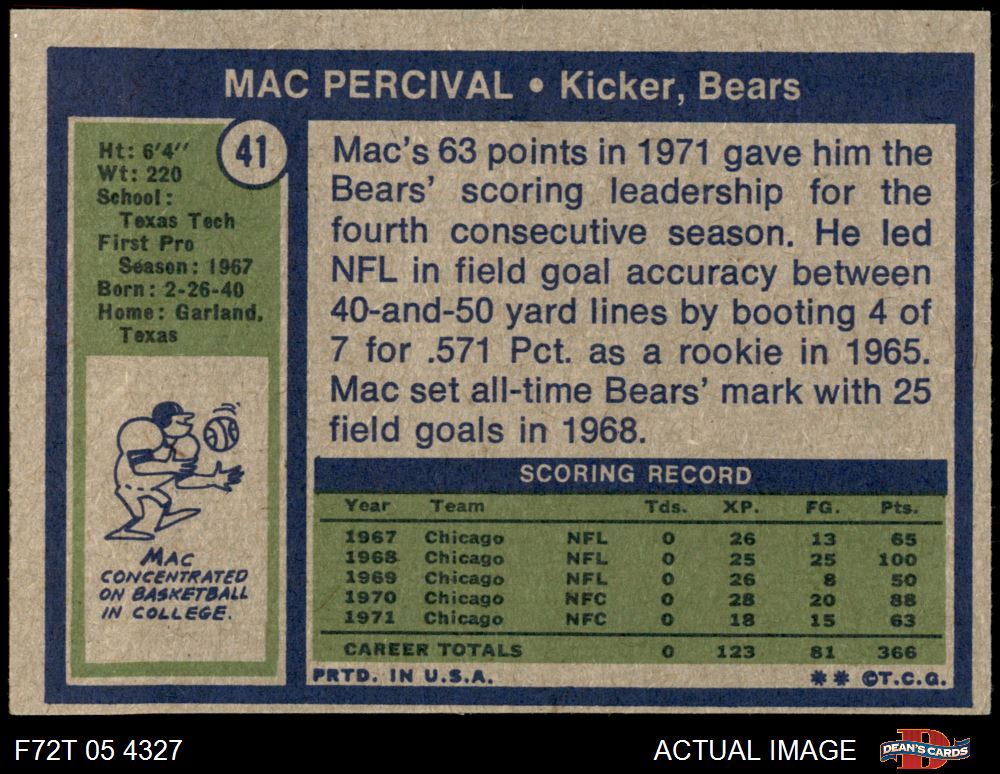 MAC PERCIVAL • Kicker, Bears
41
Ht: 6'4''
Wt: 220
School:
Texas Tech
First Pro
Season: 1967
Born: 2-26-40
Home: Garland,
Texas
MAC
CONCENTRATED
ON BASKETBALL
IN COLLEGE.
Mac's 63 points in 1971 gave him the
Bears' scoring leadership for the
fourth consecutive season. He led
NFL in field goal accuracy between
40-and-50 yard lines by booting 4 of
7 for .571 Pct. as a rookie in 1965.
Mac set all-time Bears' mark with 25
field goals in 1968.
SCORING RECORD
Year Team Tds. XP. FG. Pts.
1967 Chicago NFL 0 26 13 65
1968 Chicago NFL 0 25 25 100
1969 Chicago NFL 0 26 8 50
1970 Chicago NFC 0 28 20 88
1971 Chicago NFC 0 18 15 63
CAREER TOTALS 0 123 81 366
PRTD. IN U.S.A. ** ©T.C.G.
F72T 05 4327 ACTUAL IMAGE DEAN'S CARDS